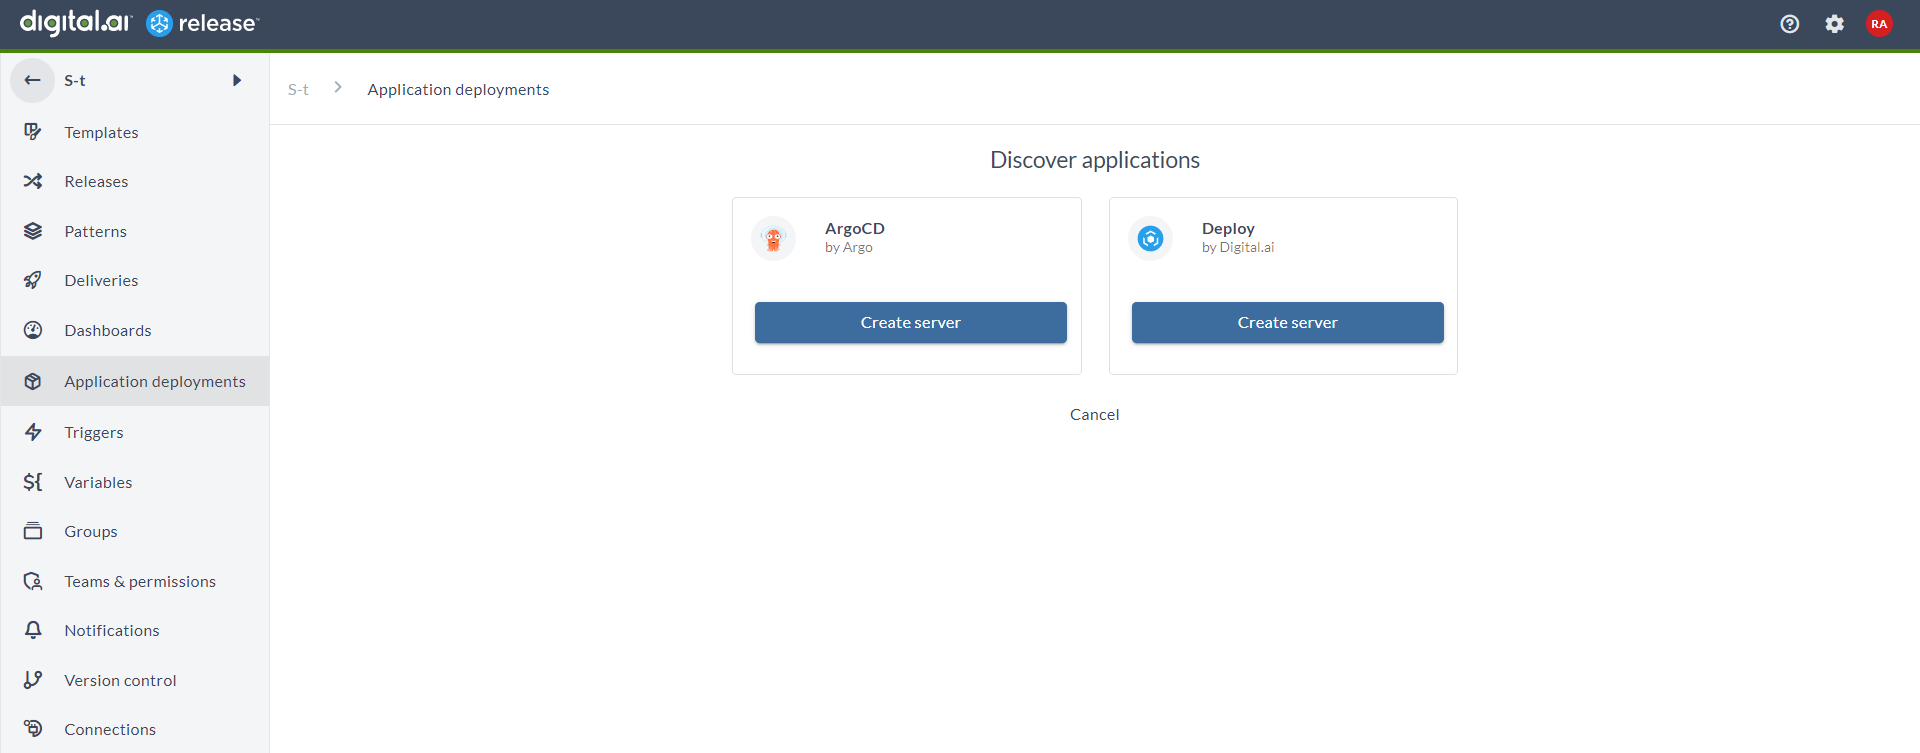 digital.ai release
RA
S-t
Templates
Releases
Patterns
Deliveries
Dashboards
Application deployments
Triggers
Variables
Groups
Teams & permissions
Notifications
Version control
Connections
S-t > Application deployments
Discover applications
ArgoCD
by Argo
Create server
Deploy
by Digital.ai
Create server
Cancel